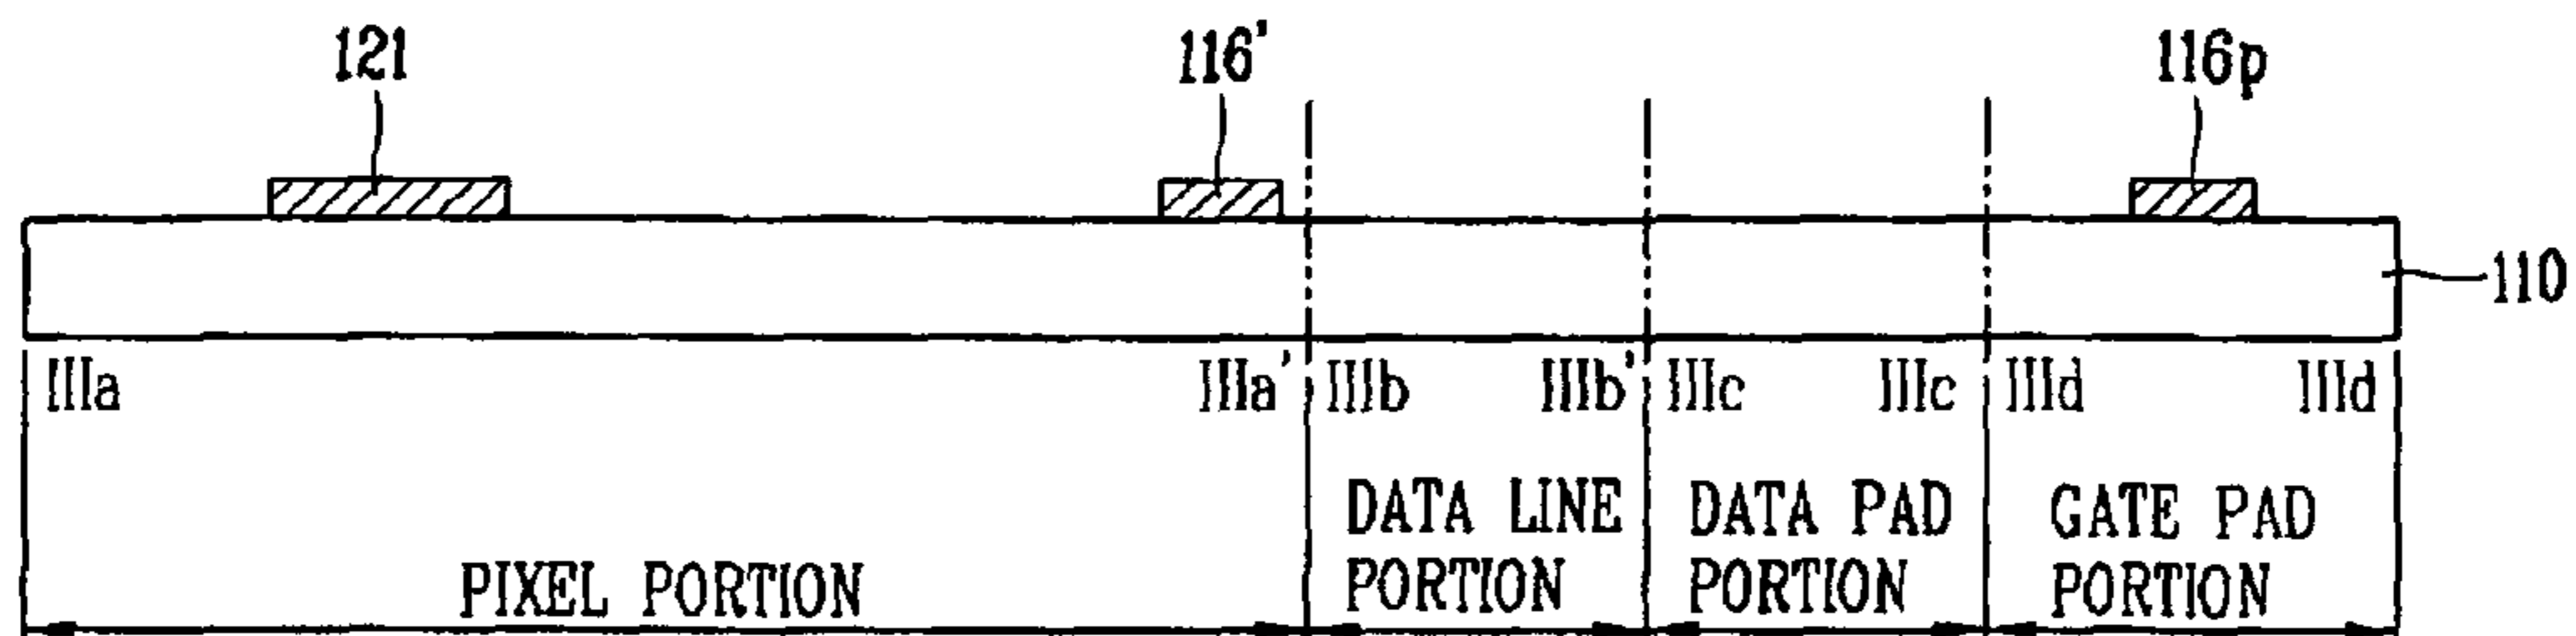 121
116'
116p
110
IIIa
IIIa'
IIIb
IIIb'
IIIc
IIIc
IIId
IIId
PIXEL PORTION
DATA LINE
PORTION
DATA PAD
PORTION
GATE PAD
PORTION